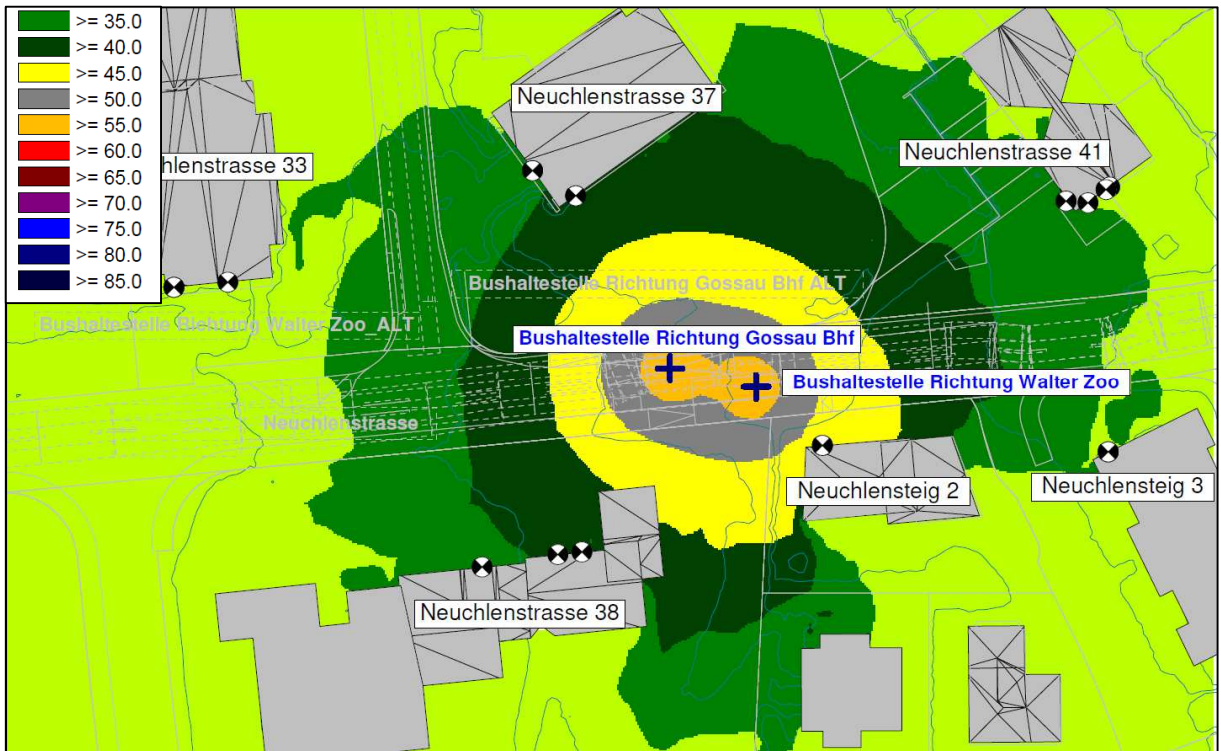 >= 35.0
>= 40.0
>= 45.0
>= 50.0
>= 55.0
>= 60.0
>= 65.0
>= 70.0
>= 75.0
>= 80.0
>= 85.0
Neuchlenstrasse 37
hlenstrasse 33
Neuchlenstrasse 41
Bushaltestelle Richtung Gossau Bhf ALT
Bushaltestelle Richtung Walter Zoo_ALT
Bushaltestelle Richtung Gossau Bhf
Bushaltestelle Richtung Walter Zoo
Neuchlenstrasse
Neuchlensteig 2
Neuchlensteig 3
Neuchlenstrasse 38